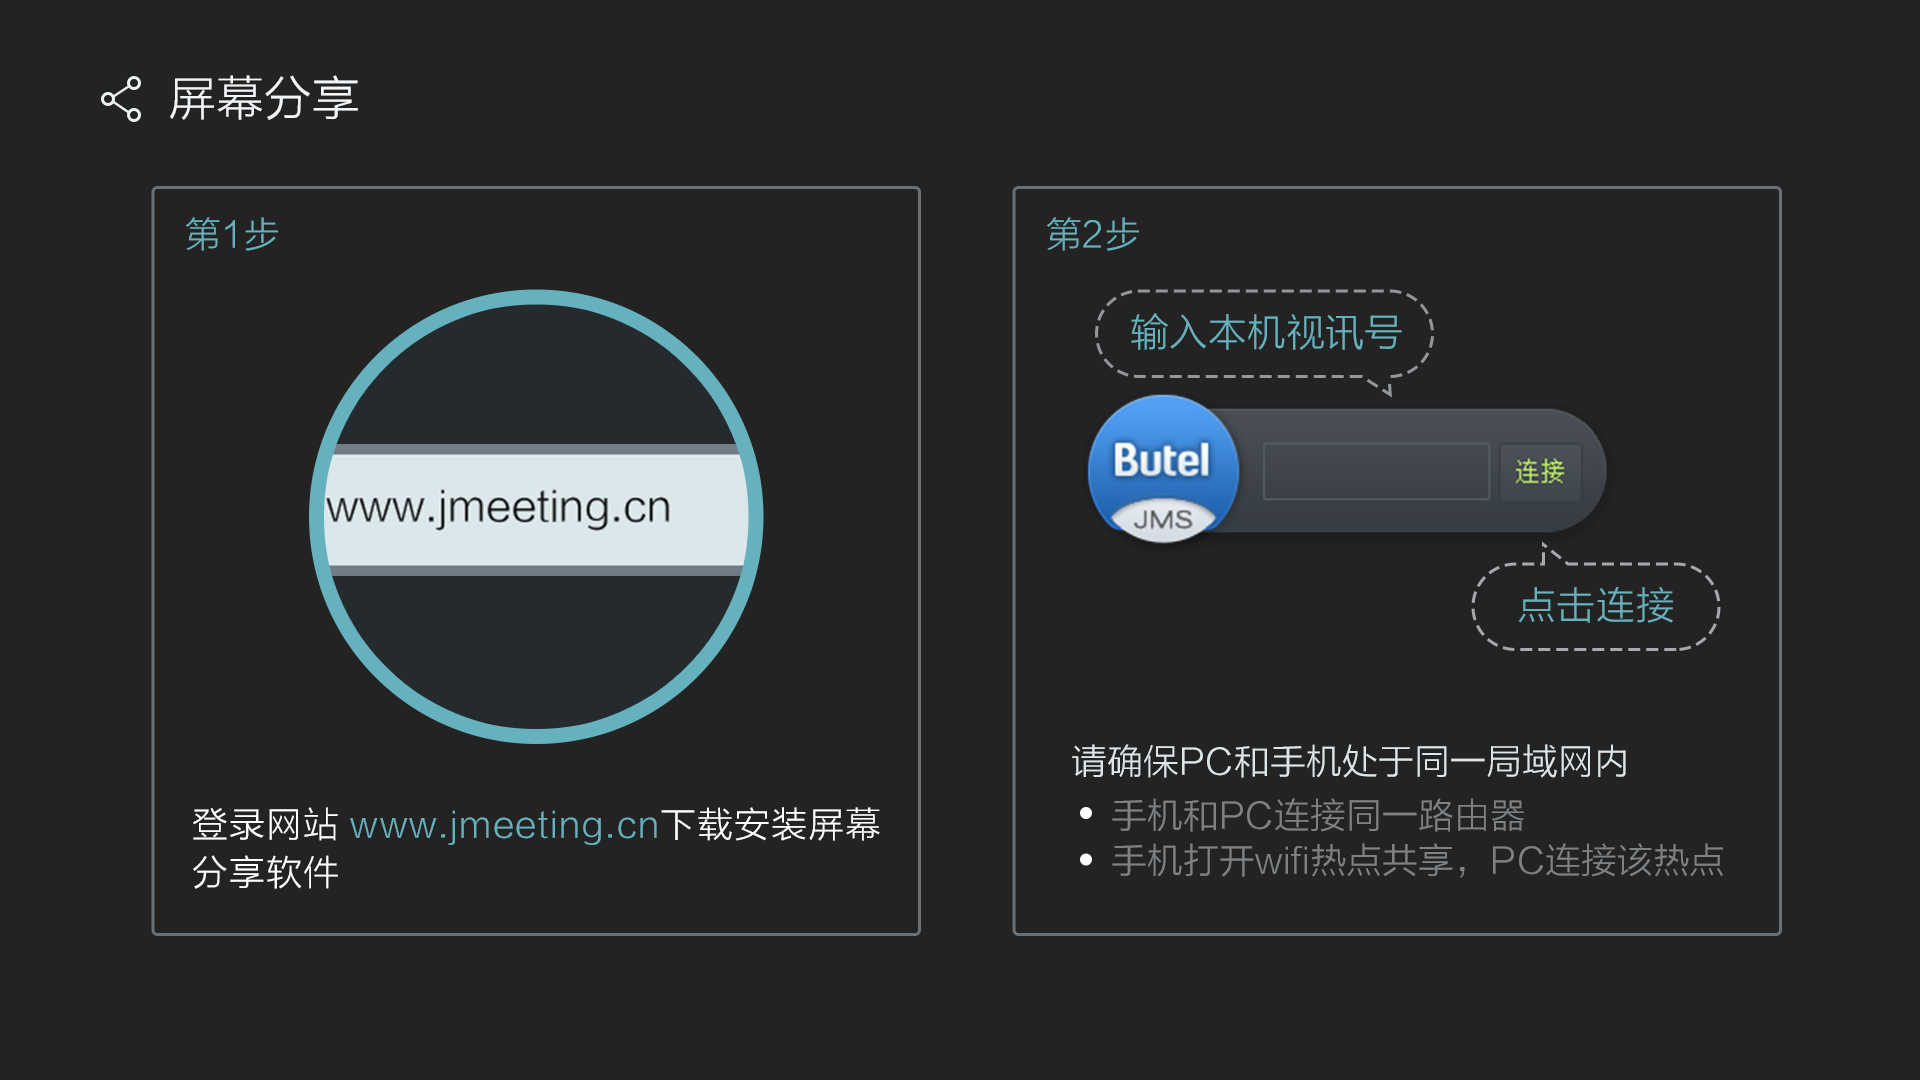 屏幕分享
第1步
www.jmeeting.cn
登录网站 www.jmeeting.cn下载安装屏幕
分享软件
第2步
输入本机视讯号
Butel
JMS
连接
点击连接
请确保PC和手机处于同一局域网内
• 手机和PC连接同一路由器
• 手机打开wifi热点共享，PC连接该热点